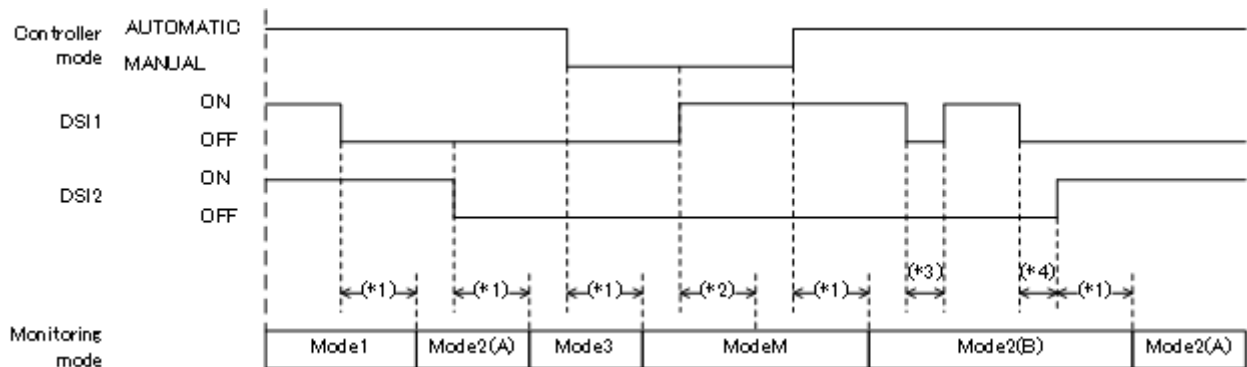 Controller mode
AUTOMATIC
MANUAL
DSI1
ON
OFF
DSI2
ON
OFF
(*1) (*1) (*1) (*2) (*1) (*3) (*4) (*1)
Monitoring mode
Mode1 Mode2(A) Mode3 ModeM Mode2(B) Mode2(A)